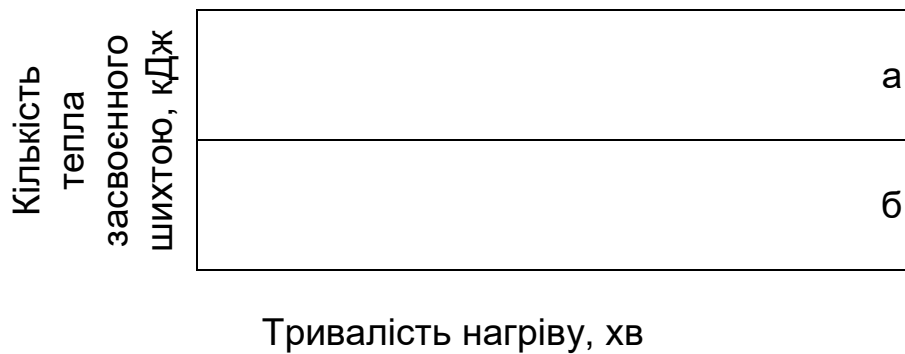 Кількість
тепла
засвоєнного
шихтою, кДж
а
б
Тривалість нагріву, хв